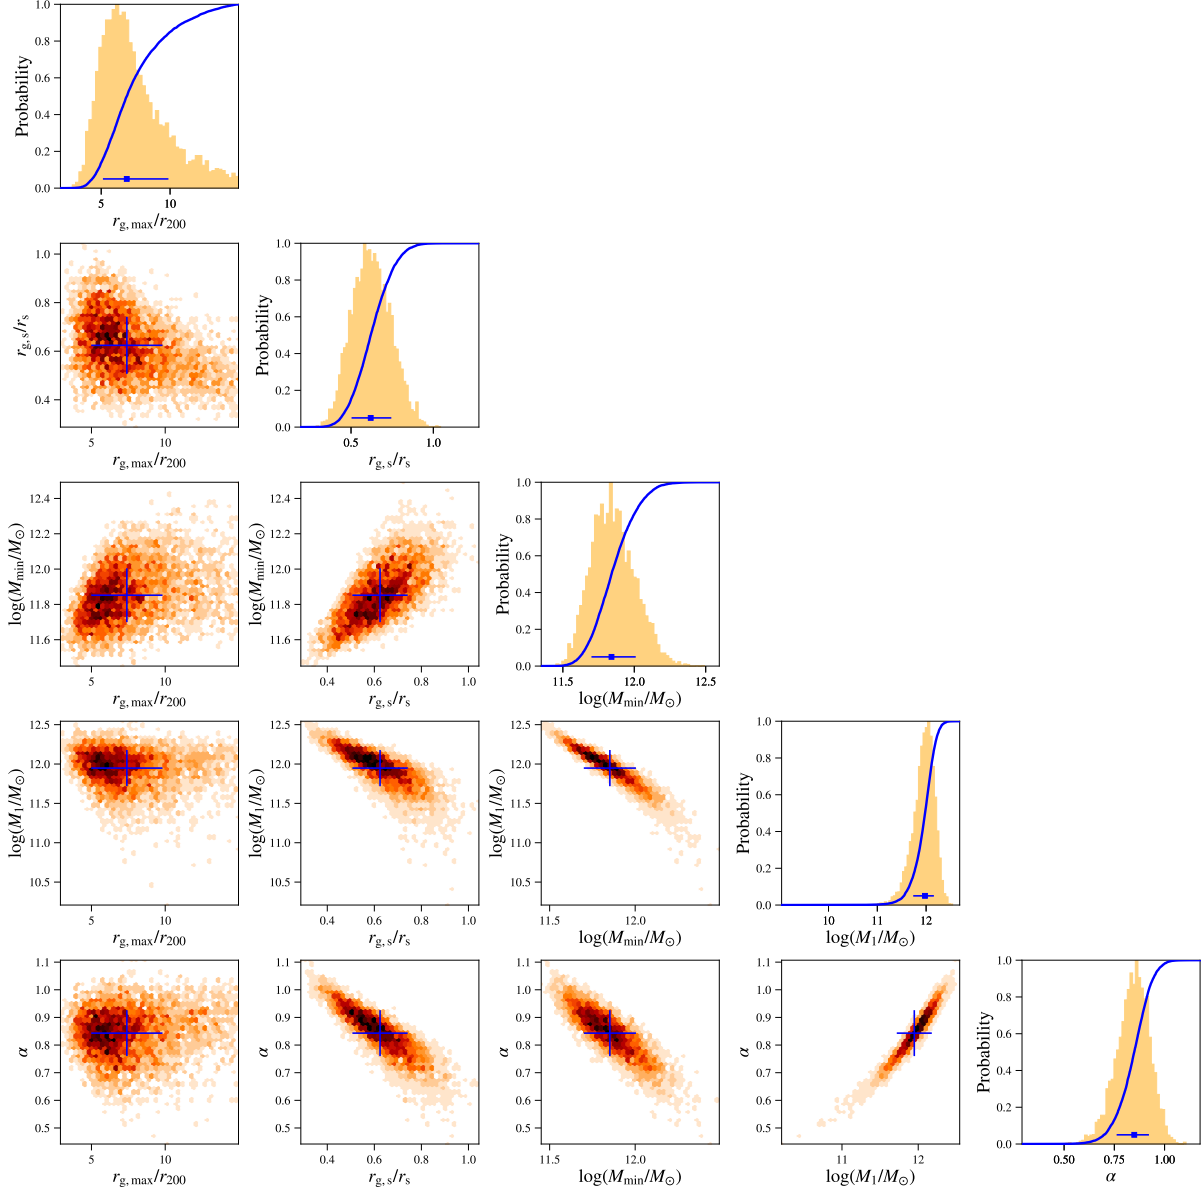 1.0
0.8
0.6
0.4
0.2
0.0
Probability
5 10
r_g,max/r_200
1.0
0.8
0.6
0.4
r_g,s/r_s
5 10
r_g,max/r_200
1.0
0.8
0.6
0.4
0.2
0.0
Probability
0.5 1.0
r_g,s/r_s
12.4
12.2
12.0
11.8
11.6
log(M_min/M_⊙)
5 10
r_g,max/r_200
12.4
12.2
12.0
11.8
11.6
log(M_min/M_⊙)
0.4 0.6 0.8 1.0
r_g,s/r_s
1.0
0.8
0.6
0.4
0.2
0.0
Probability
11.5 12.0 12.5
log(M_min/M_⊙)
12.5
12.0
11.5
11.0
10.5
log(M_1/M_⊙)
5 10
r_g,max/r_200
12.5
12.0
11.5
11.0
10.5
log(M_1/M_⊙)
0.4 0.6 0.8 1.0
r_g,s/r_s
12.5
12.0
11.5
11.0
10.5
log(M_1/M_⊙)
11.5 12.0
log(M_min/M_⊙)
1.0
0.8
0.6
0.4
0.2
0.0
Probability
10 11 12
log(M_1/M_⊙)
1.1
1.0
0.9
0.8
0.7
0.6
0.5
α
5 10
r_g,max/r_200
1.1
1.0
0.9
0.8
0.7
0.6
0.5
α
0.4 0.6 0.8 1.0
r_g,s/r_s
1.1
1.0
0.9
0.8
0.7
0.6
0.5
α
11.5 12.0
log(M_min/M_⊙)
1.1
1.0
0.9
0.8
0.7
0.6
0.5
α
11 12
log(M_1/M_⊙)
1.0
0.8
0.6
0.4
0.2
0.0
Probability
0.50 0.75 1.00
α